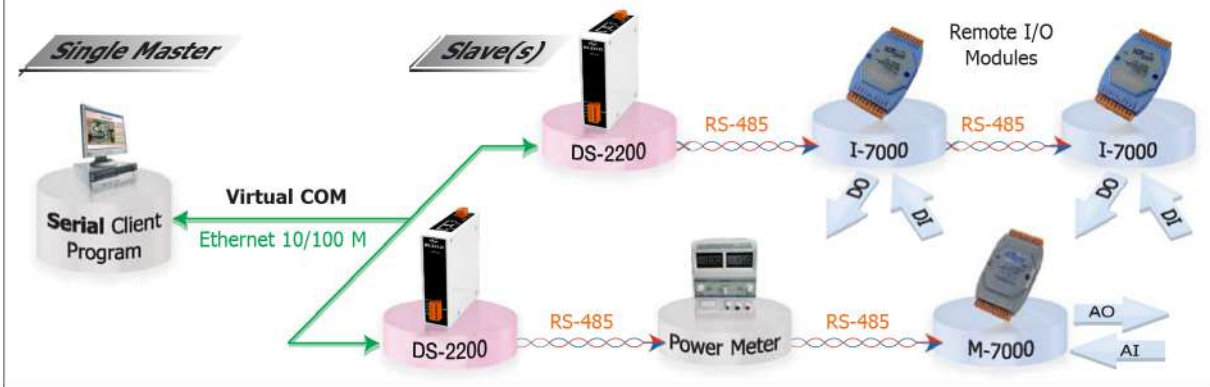 Single Master
Slave(s)
Remote I/O
Modules
RS-485
RS-485
DS-2200
I-7000
I-7000
DO
DI
DO
DI
Virtual COM
Ethernet 10/100 M
Serial Client
Program
RS-485
RS-485
DS-2200
Power Meter
M-7000
AO
AI